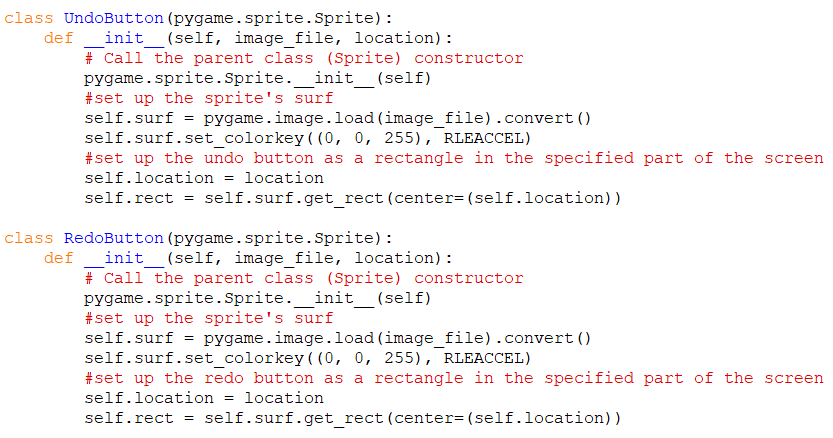 class UndoButton(pygame.sprite.Sprite):
    def __init__(self, image_file, location):
        # Call the parent class (Sprite) constructor
        pygame.sprite.Sprite.__init__(self)
        #set up the sprite's surf
        self.surf = pygame.image.load(image_file).convert()
        self.surf.set_colorkey((0, 0, 255), RLEACCEL)
        #set up the undo button as a rectangle in the specified part of the screen
        self.location = location
        self.rect = self.surf.get_rect(center=(self.location))

class RedoButton(pygame.sprite.Sprite):
    def __init__(self, image_file, location):
        # Call the parent class (Sprite) constructor
        pygame.sprite.Sprite.__init__(self)
        #set up the sprite's surf
        self.surf = pygame.image.load(image_file).convert()
        self.surf.set_colorkey((0, 0, 255), RLEACCEL)
        #set up the redo button as a rectangle in the specified part of the screen
        self.location = location
        self.rect = self.surf.get_rect(center=(self.location))